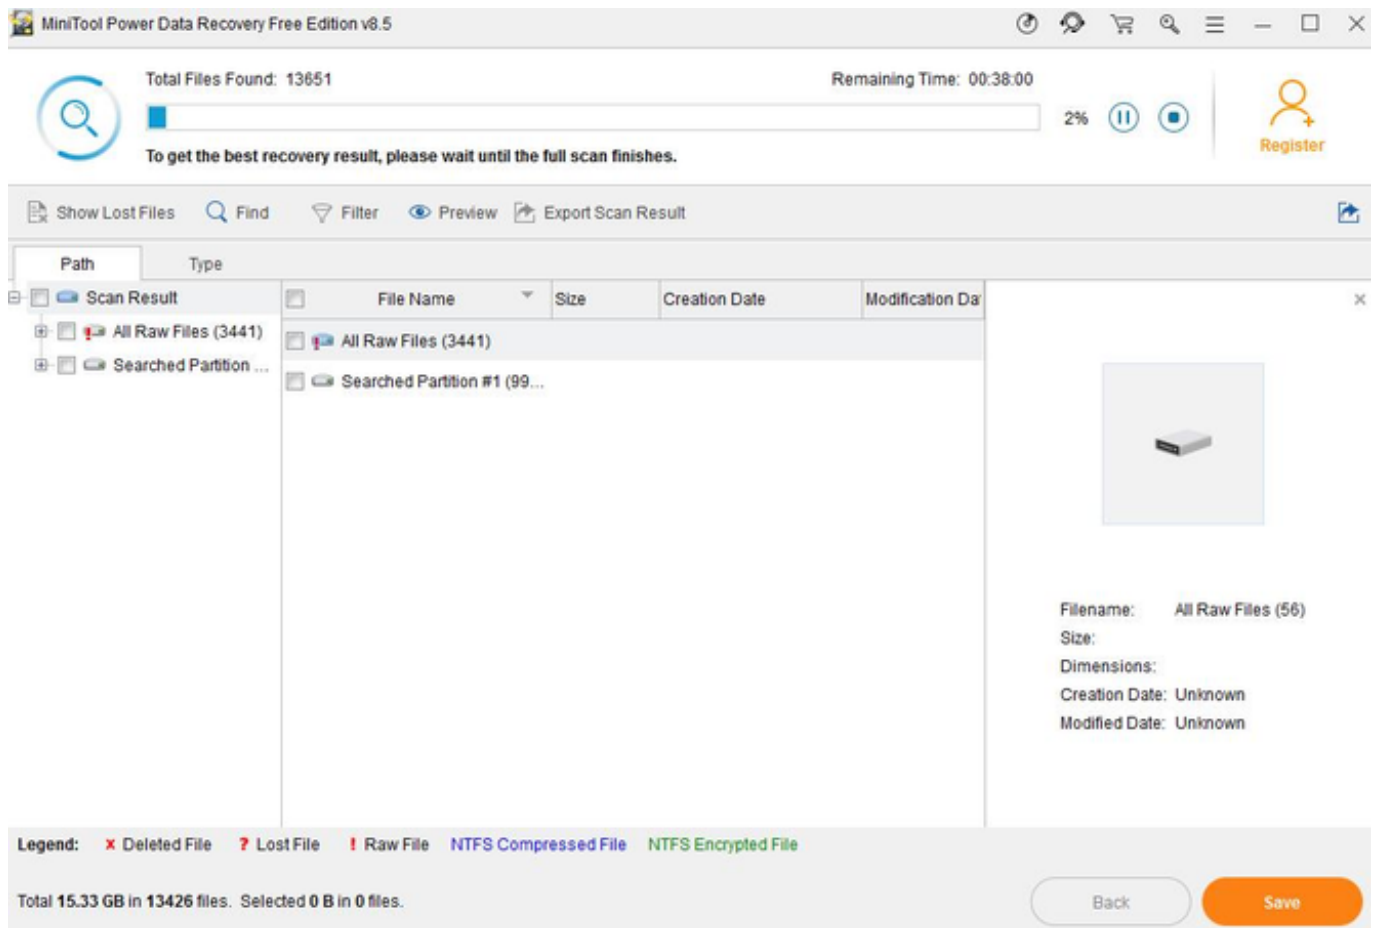 MiniTool Power Data Recovery Free Edition v8.5
Total Files Found: 13651 Remaining Time: 00:38:00
2%
To get the best recovery result, please wait until the full scan finishes.
Register
Show Lost Files Find Filter Preview Export Scan Result
Path Type
Scan Result
All Raw Files (3441)
Searched Partition ...
File Name Size Creation Date Modification Da
All Raw Files (3441)
Searched Partition #1 (99...
Filename: All Raw Files (56)
Size:
Dimensions:
Creation Date: Unknown
Modified Date: Unknown
Legend: x Deleted File ? Lost File ! Raw File NTFS Compressed File NTFS Encrypted File
Total 15.33 GB in 13426 files. Selected 0 B in 0 files.
Back Save